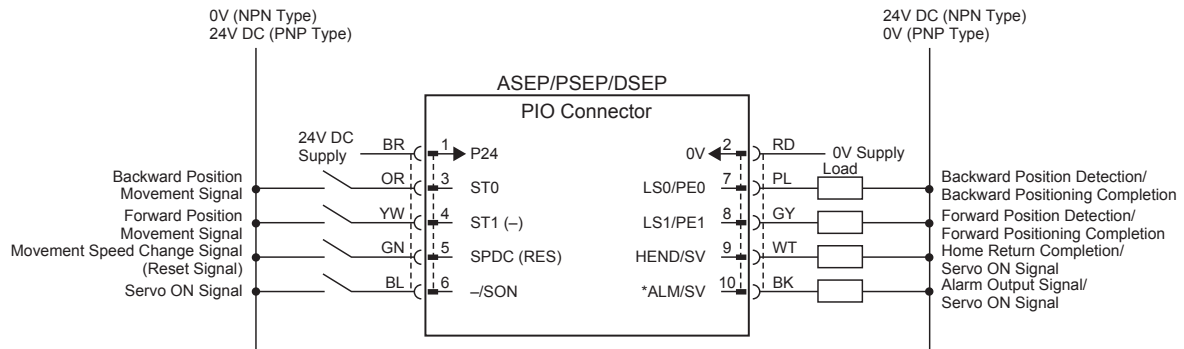 0V (NPN Type)
24V DC (PNP Type)
24V DC (NPN Type)
0V (PNP Type)
ASEP/PSEP/DSEP
PIO Connector
24V DC
Supply
BR
1
P24
0V
2
RD
0V Supply
Load
Backward Position
Movement Signal
OR
3
ST0
LS0/PE0
7
PL
Backward Position Detection/
Backward Positioning Completion
Forward Position
Movement Signal
YW
4
ST1 (–)
LS1/PE1
8
GY
Forward Position Detection/
Forward Positioning Completion
Movement Speed Change Signal
(Reset Signal)
GN
5
SPDC (RES)
HEND/SV
9
WT
Home Return Completion/
Servo ON Signal
Servo ON Signal
BL
6
–/SON
*ALM/SV
10
BK
Alarm Output Signal/
Servo ON Signal